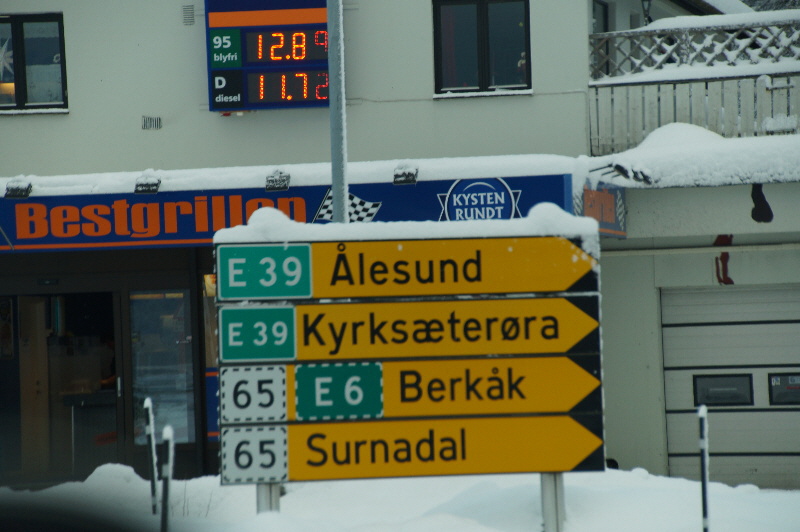 95 12.89
blyfri
D 11.72
diesel
Bestgrillen
KYSTEN
RUNDT
E 39 Ålesund
E 39 Kyrksæterøra
65 E 6 Berkåk
65 Surnadal